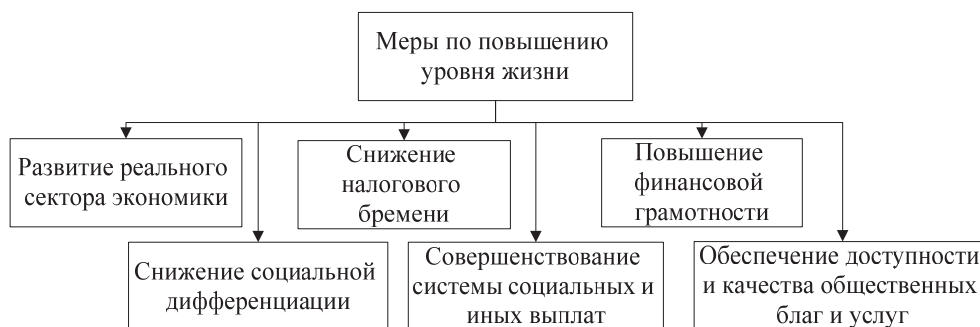 Меры по повышению
уровня жизни
Развитие реального
сектора экономики
Снижение
налогового
бремени
Повышение
финансовой
грамотности
Снижение социальной
дифференциации
Совершенствование
системы социальных и
иных выплат
Обеспечение доступности
и качества общественных
благ и услуг